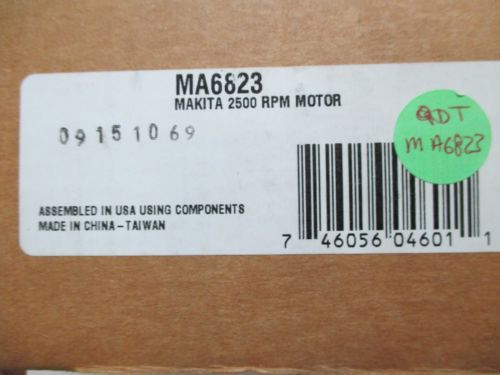 MA6823
MAKITA 2500 RPM MOTOR
09151069
QDT
MA6823
ASSEMBLED IN USA USING COMPONENTS
MADE IN CHINA-TAIWAN
7 46056 04601 1